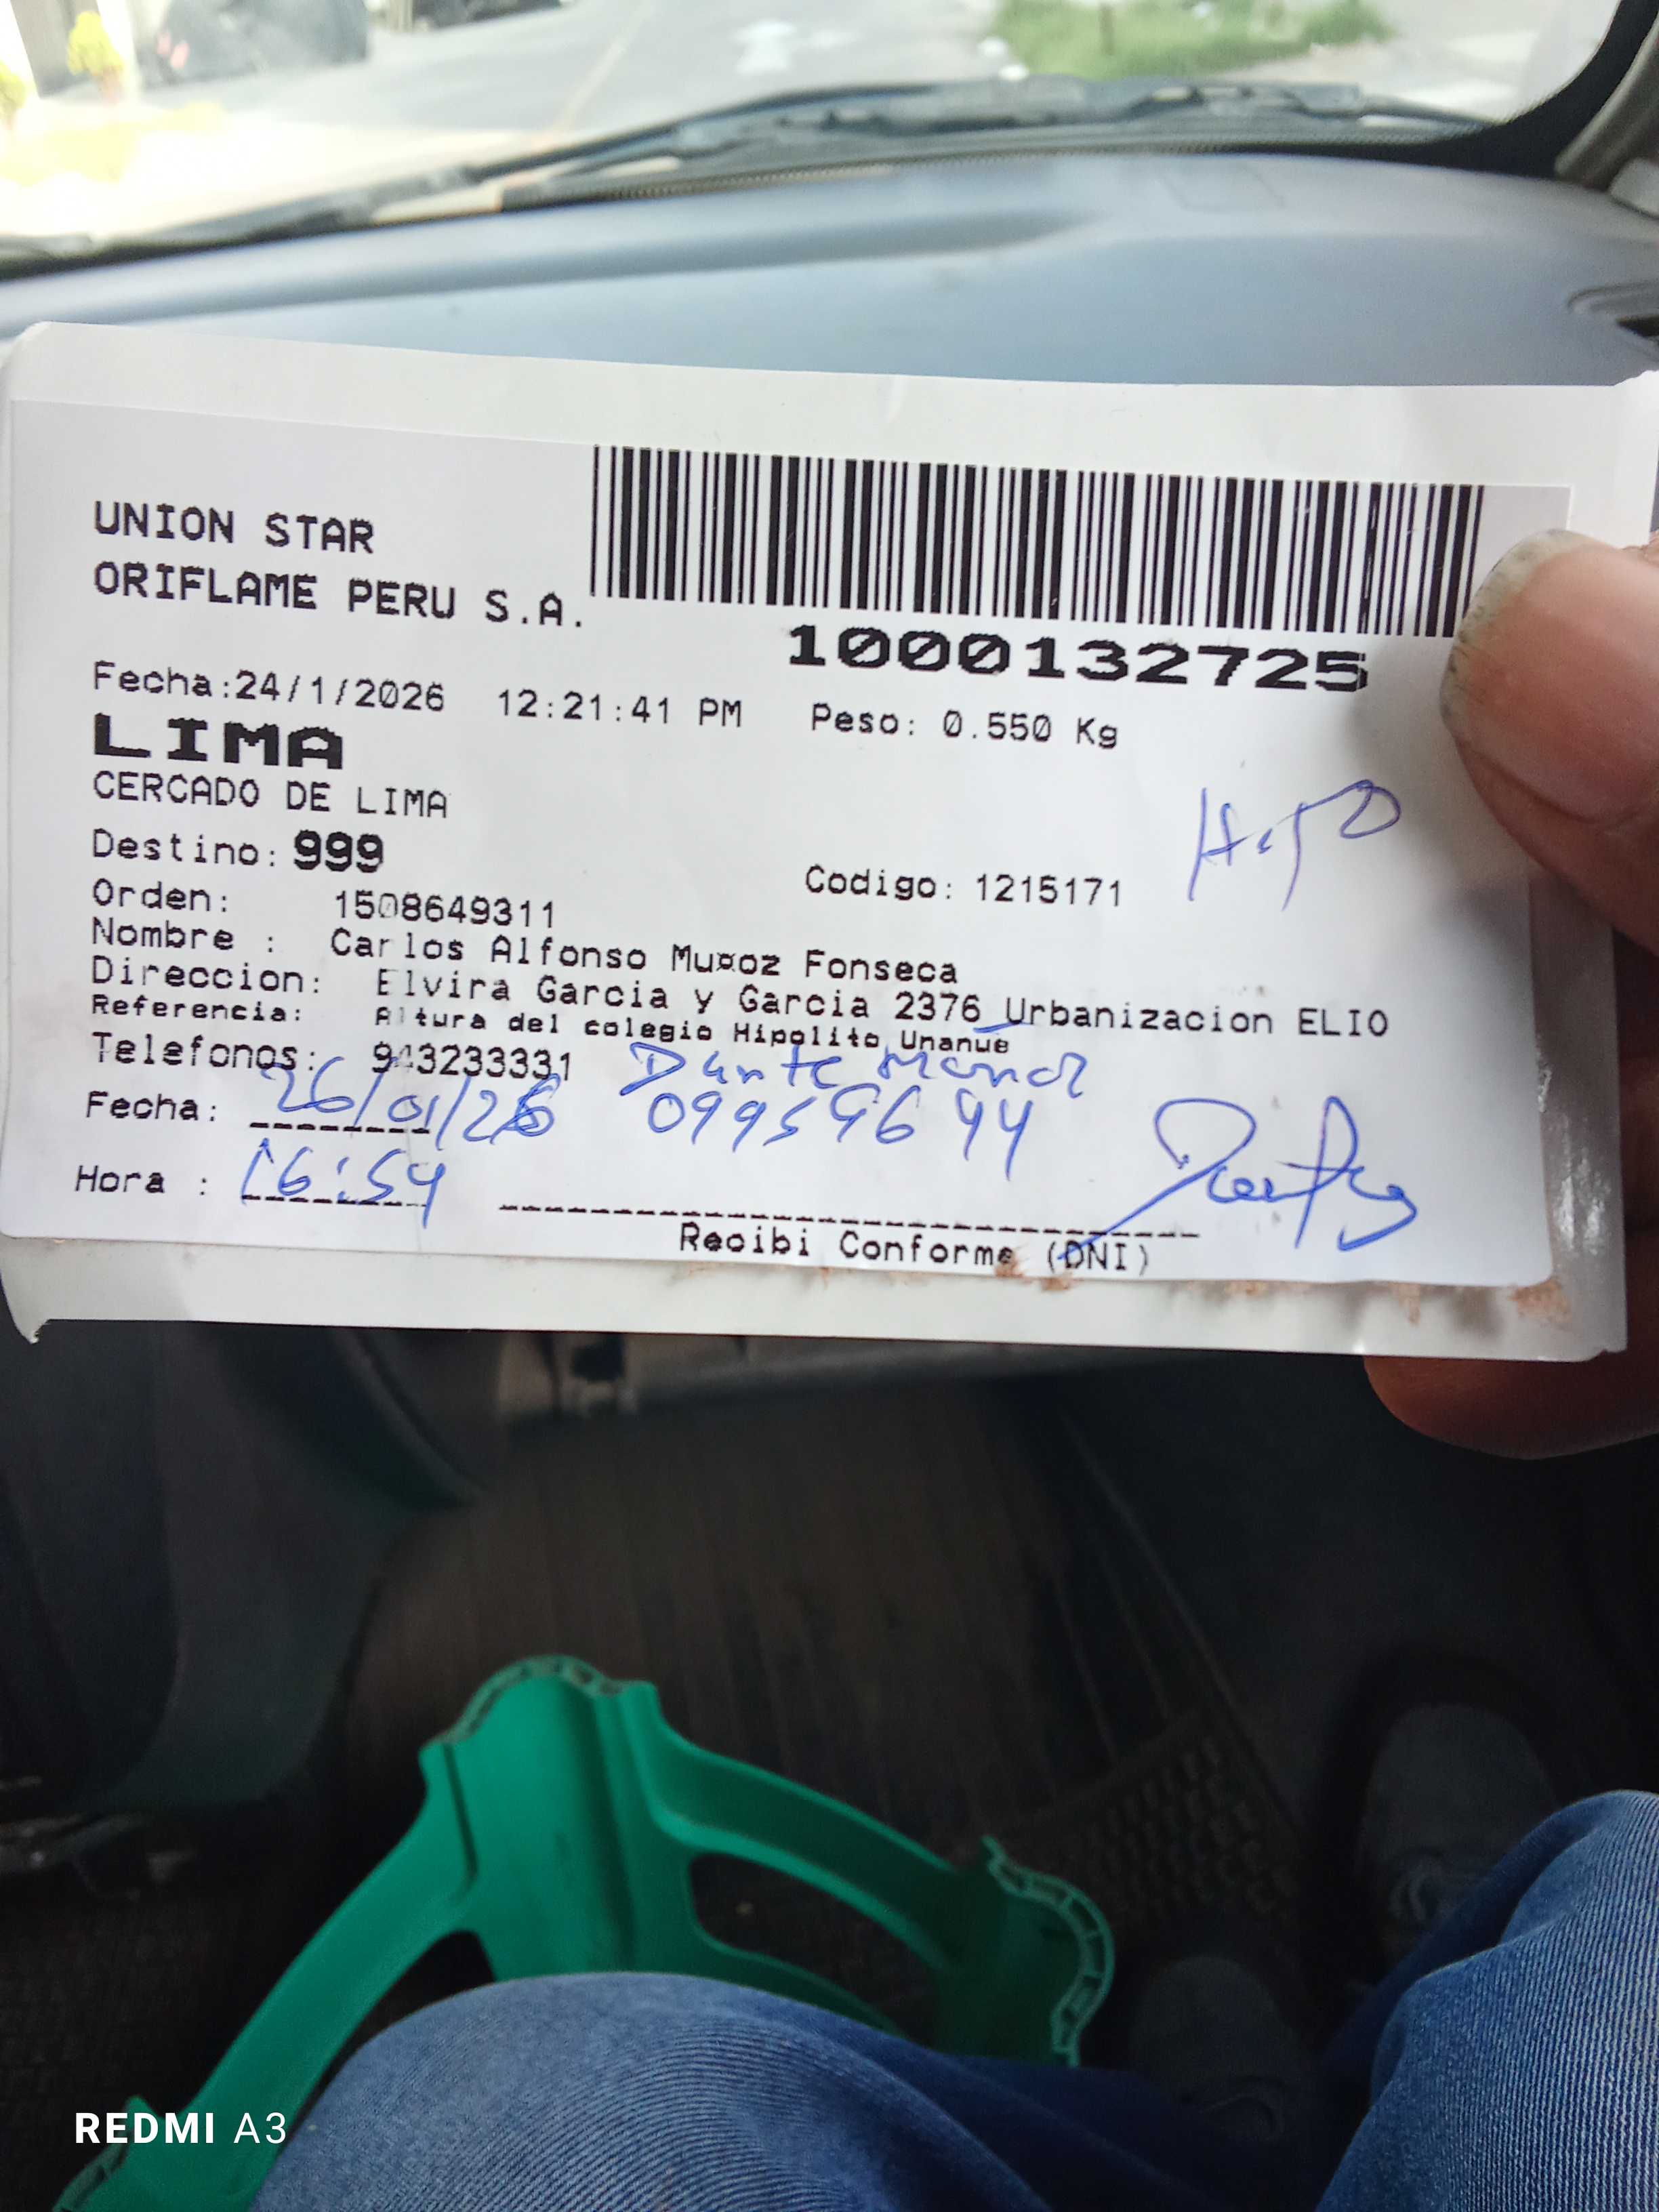 UNION STAR
ORIFLAME PERU S.A.
1000132725
Fecha:24/1/2026 12:21:41 PM Peso: 0.550 Kg
LIMA
CERCADO DE LIMA
Hijo
Destino: 999
Codigo: 1215171
Orden: 1508649311
Nombre : Carlos Alfonso Mu¤oz Fonseca
Direccion: Elvira Garcia y Garcia 2376 Urbanizacion ELIO
Referencia: Altura del colegio Hipolito Unanue
Telefonos: 943233331 Dante
Fecha: 26/01/26 09959644
Hora : 16:54
Recibi Conforme (DNI)
REDMI A3